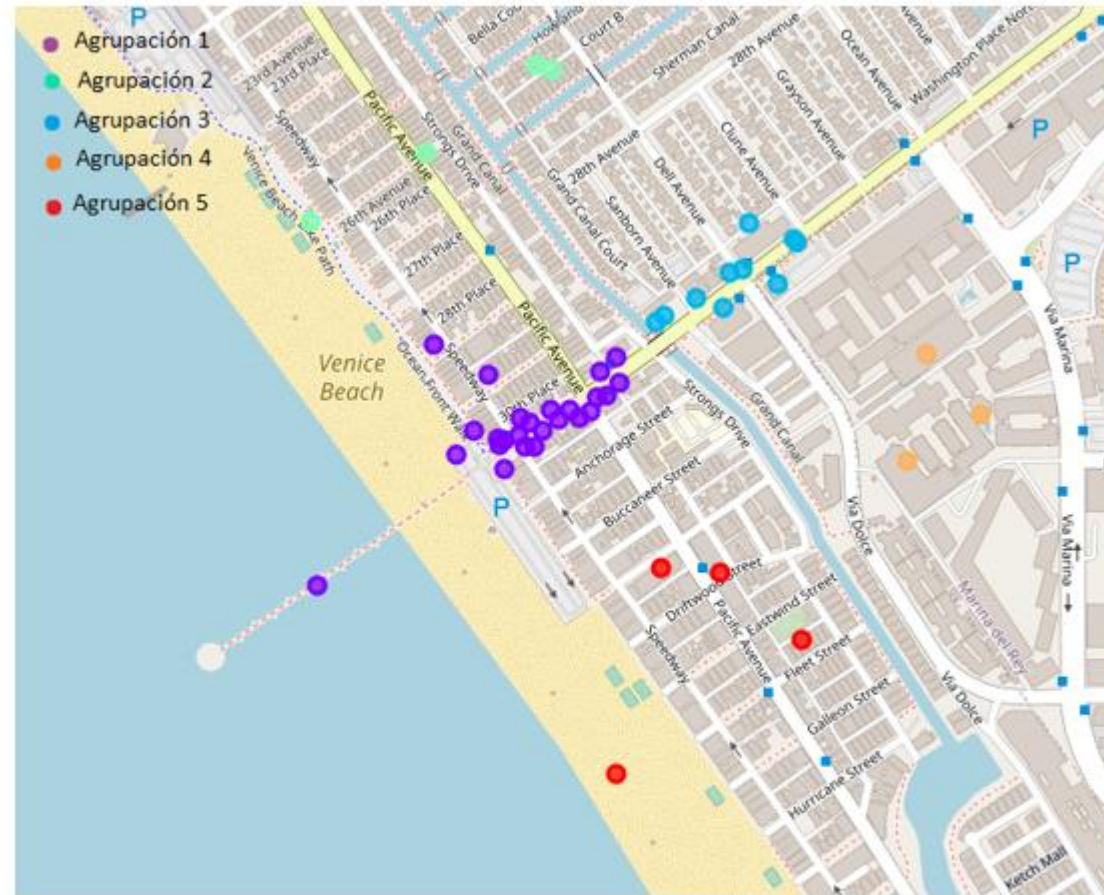 P
Agrupación 1
Agrupación 2
Agrupación 3
Agrupación 4
Agrupación 5
Bella
Howland
Court B
Sherman Canal
28th Avenue
Ocean Avenue
Washington Place
23rd Avenue
23rd Place
Speedway
Pacific Avenue
Strongs Drive
Grand Canal
Grayson Avenue
Clune Avenue
P
Venice Beach
Path
26th Avenue
26th Place
28th Avenue
Dell Avenue
Grand Canal Court
Sanborn Avenue
27th Place
28th Place
P
Via Marina
Venice
Beach
Ocean Front
Speedway
Pacific Avenue
Place
Strongs Drive
Grand Canal
Anchorage Street
Buccaneer Street
P
Via Dolce
Via Marina
Driftwood Street
Eastwind Street
Pacific Avenue
Fleet Street
Speedway
Marina del Rey
Galleon Street
Via Dolce
Hurricane Street
Ketch Mall